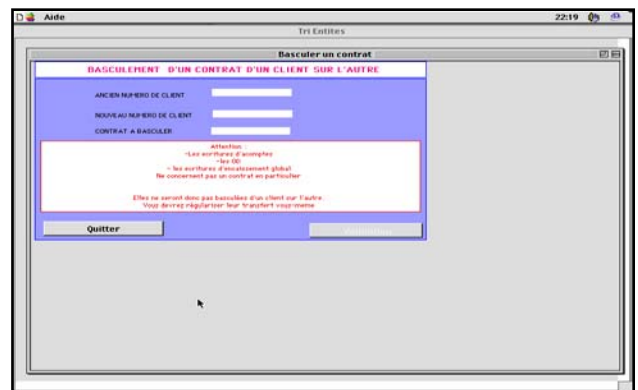 Aide 22:19
Tri Entites
Basculer un contrat
BASCULEMENT D'UN CONTRAT D'UN CLIENT SUR L'AUTRE
ANCIEN NUMERO DE CLIENT
NOUVEAU NUMERO DE CLIENT
CONTRAT A BASCULER
Attention :
-Les ecritures d'acomptes
-les OD
- les ecritures d'encaissement global
Ne concernent pas un contrat en particulier
Elles ne seront donc pas basculées d'un client sur l'autre.
Vous devrez régulariser leur transfert vous-meme
Quitter